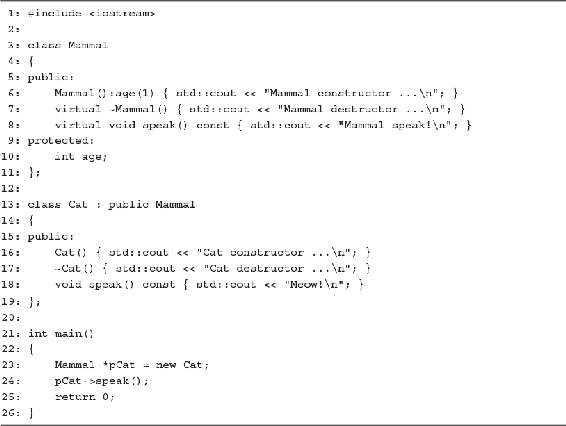 1: #include <iostream>
2:
3: class Mammal
4: {
5: public:
6:     Mammal():age(1) { std::cout << "Mammal constructor ...\n"; }
7:     virtual ~Mammal() { std::cout << "Mammal destructor ...\n"; }
8:     virtual void speak() const { std::cout << "Mammal speak!\n"; }
9: protected:
10:     int age;
11: };
12:
13: class Cat : public Mammal
14: {
15: public:
16:     Cat() { std::cout << "Cat constructor ...\n"; }
17:     ~Cat() { std::cout << "Cat destructor ...\n"; }
18:     void speak() const { std::cout << "Meow!\n"; }
19: };
20:
21: int main()
22: {
23:     Mammal *pCat = new Cat;
24:     pCat->speak();
25:     return 0;
26: }